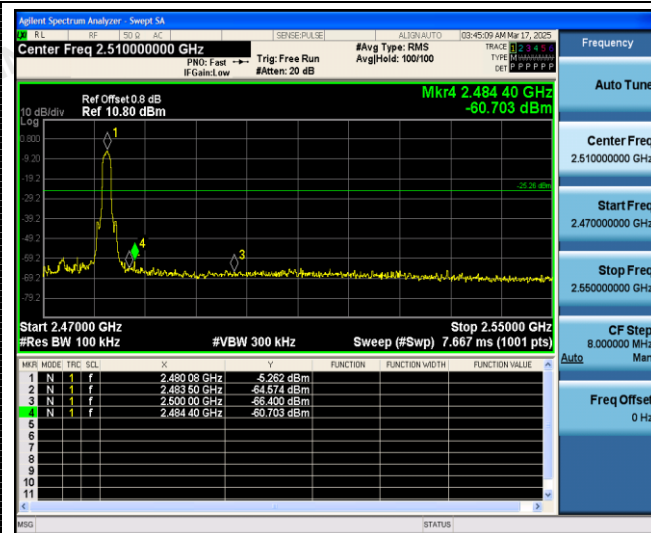 Agilent Spectrum Analyzer - Swept SA
RL RF 50 Ω AC SENSE:PULSE ALIGNAUTO 03:45:09 AM Mar 17, 2025
Center Freq 2.510000000 GHz
PNO: Fast Trig: Free Run #Avg Type: RMS TRACE 1 2 3 4 5 6
IFGain:Low #Atten: 20 dB Avg|Hold: 100/100 TYPE M
DET P P P P P P
Mkr4 2.484 40 GHz
-60.703 dBm
Ref Offset 0.8 dB
10 dB/div Ref 10.80 dBm
Log
0.800
-9.20
-19.2
-29.2
-39.2
-49.2
-59.2
-69.2
-79.2
1
4
3
-25.26 dBm
Start 2.47000 GHz Stop 2.55000 GHz
#Res BW 100 kHz #VBW 300 kHz Sweep (#Swp) 7.667 ms (1001 pts)
MKR MODE TRC SCL X Y FUNCTION FUNCTION WIDTH FUNCTION VALUE
1 N 1 f 2.480 08 GHz -5.262 dBm
2 N 1 f 2.483 50 GHz -64.574 dBm
3 N 1 f 2.500 00 GHz -66.400 dBm
4 N 1 f 2.484 40 GHz -60.703 dBm
5
6
7
8
9
10
11
MSG STATUS
Frequency
Auto Tune
Center Freq
2.510000000 GHz
Start Freq
2.470000000 GHz
Stop Freq
2.550000000 GHz
CF Step
8.000000 MHz
Auto Man
Freq Offset
0 Hz